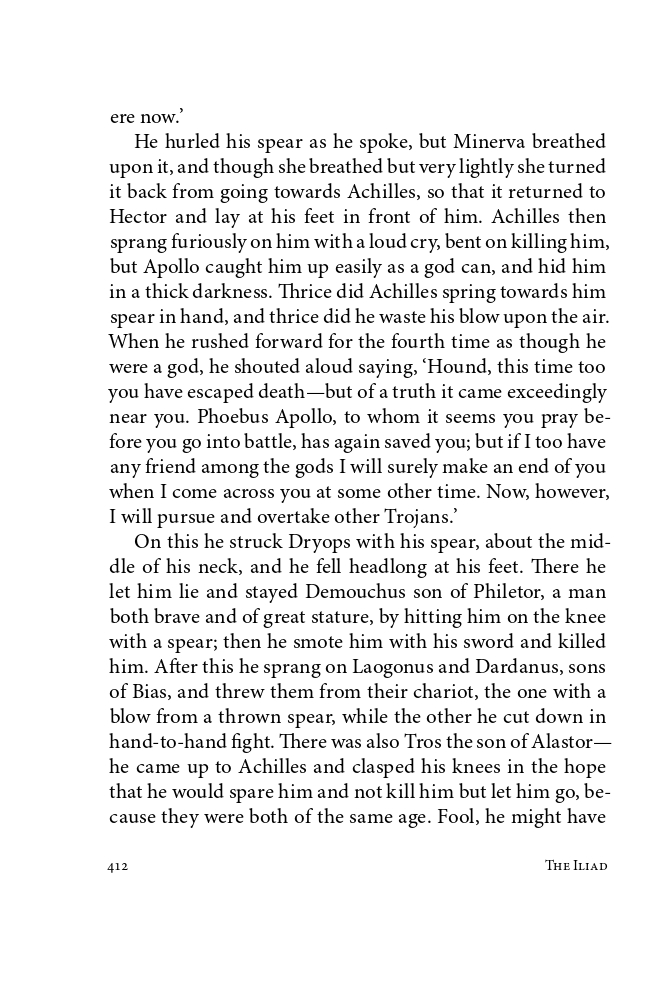 ere now.’
He hurled his spear as he spoke, but Minerva breathed
upon it, and though she breathed but very lightly she turned
it back from going towards Achilles, so that it returned to
Hector and lay at his feet in front of him. Achilles then
sprang furiously on him with a loud cry, bent on killing him,
but Apollo caught him up easily as a god can, and hid him
in a thick darkness. Thrice did Achilles spring towards him
spear in hand, and thrice did he waste his blow upon the air.
When he rushed forward for the fourth time as though he
were a god, he shouted aloud saying, ‘Hound, this time too
you have escaped death—but of a truth it came exceedingly
near you. Phoebus Apollo, to whom it seems you pray be-
fore you go into battle, has again saved you; but if I too have
any friend among the gods I will surely make an end of you
when I come across you at some other time. Now, however,
I will pursue and overtake other Trojans.’
On this he struck Dryops with his spear, about the mid-
dle of his neck, and he fell headlong at his feet. There he
let him lie and stayed Demouchus son of Philetor, a man
both brave and of great stature, by hitting him on the knee
with a spear; then he smote him with his sword and killed
him. After this he sprang on Laogonus and Dardanus, sons
of Bias, and threw them from their chariot, the one with a
blow from a thrown spear, while the other he cut down in
hand-to-hand fight. There was also Tros the son of Alastor—
he came up to Achilles and clasped his knees in the hope
that he would spare him and not kill him but let him go, be-
cause they were both of the same age. Fool, he might have
412
The Iliad